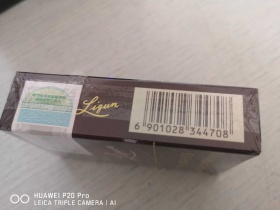 Liqun
6 901028 344708
HUAWEI P20 Pro
LEICA TRIPLE CAMERA | AI